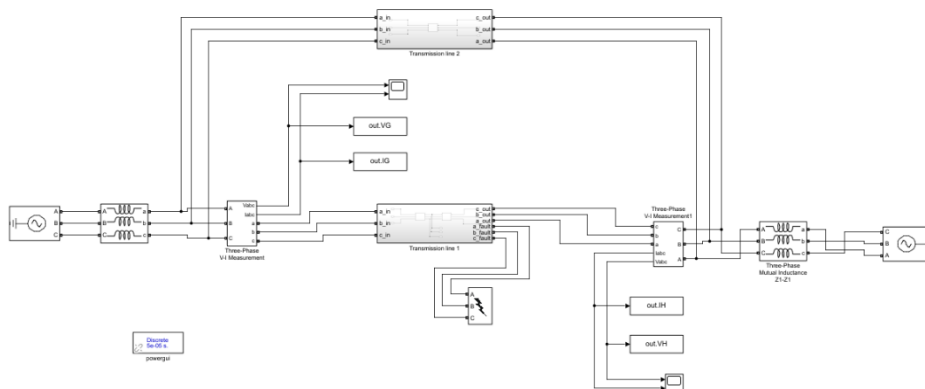 a_in
b_in
c_in
c_out
b_out
a_out
Transmission line 2
out.VG
out.IG
A
B
C
A
B
C
a
b
c
A
B
C
Vabc
Iabc
a
b
c
Three-Phase
V-I Measurement
a_in
b_in
c_in
c_out
b_out
a_out
a_fault
b_fault
c_fault
Transmission line 1
A
B
C
Three-Phase
V-I Measurement1
c
b
a
Iabc
Vabc
C
B
A
A
B
C
a
b
c
Three-Phase
Mutual Inductance
Z1-Z1
C
B
A
out.IH
out.VH
Discrete
5e-05 s.
powergui